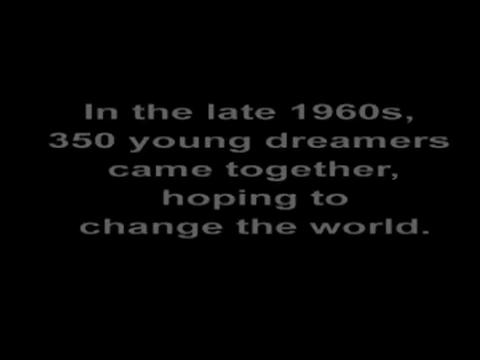 In the late 1960s,
350 young dreamers
came together,
hoping to
change the world.